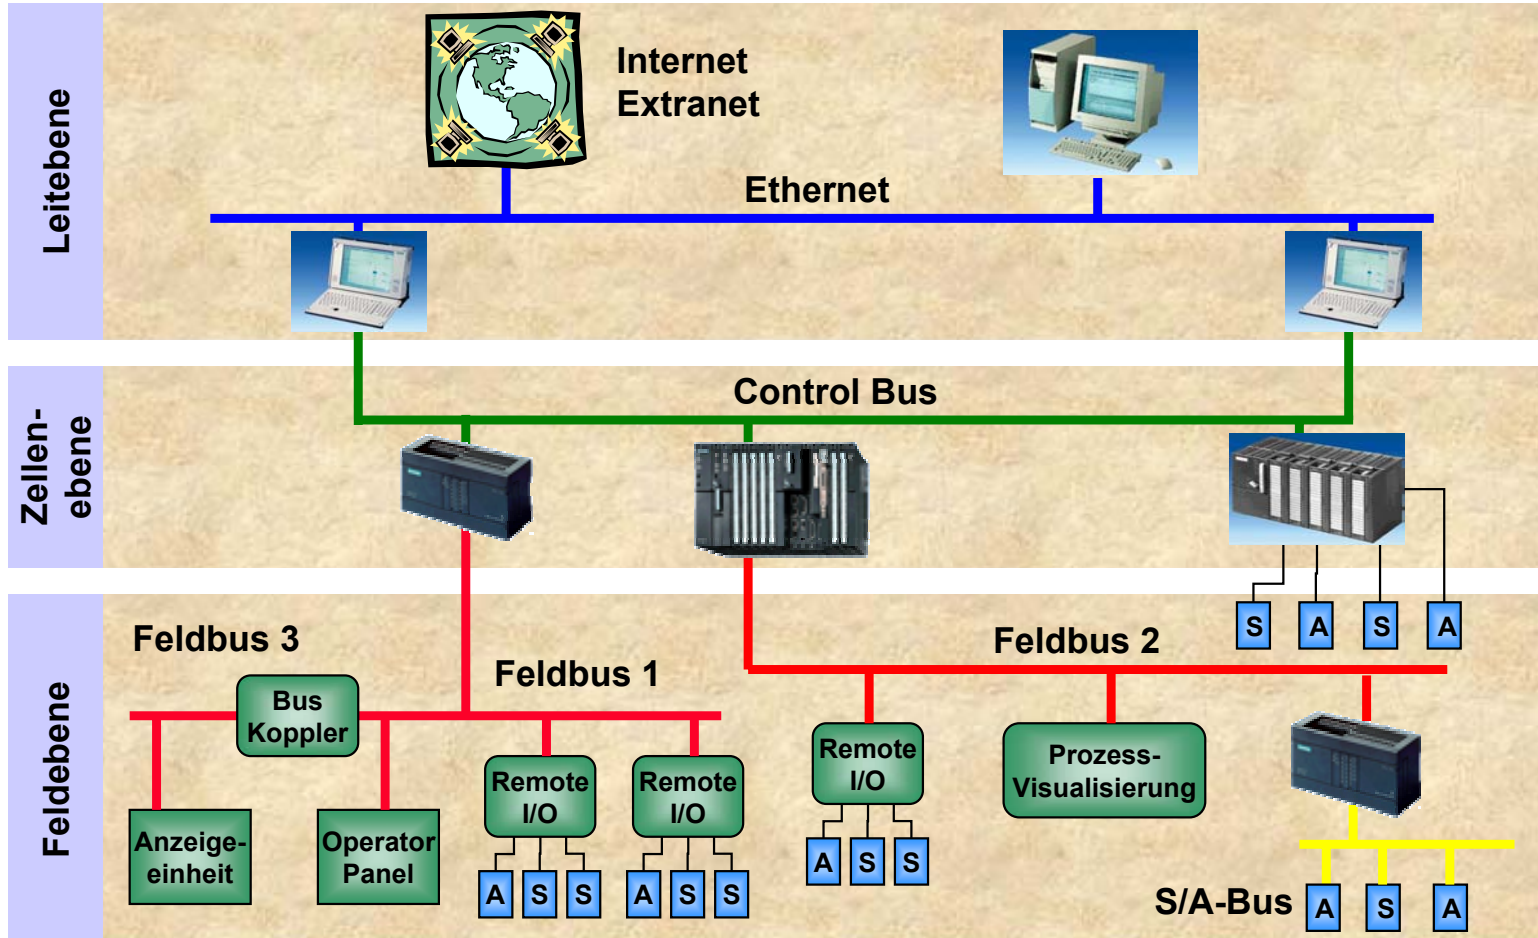 Leitebene
Internet
Extranet
Ethernet
Zellen-
ebene
Control Bus
Feldebene
Feldbus 3
Feldbus 1
Feldbus 2
S
A
S
A
Bus
Koppler
Anzeige-
einheit
Operator
Panel
Remote
I/O
A
S
S
Remote
I/O
A
S
S
Remote
I/O
A
S
S
Prozess-
Visualisierung
S/A-Bus
A
S
A